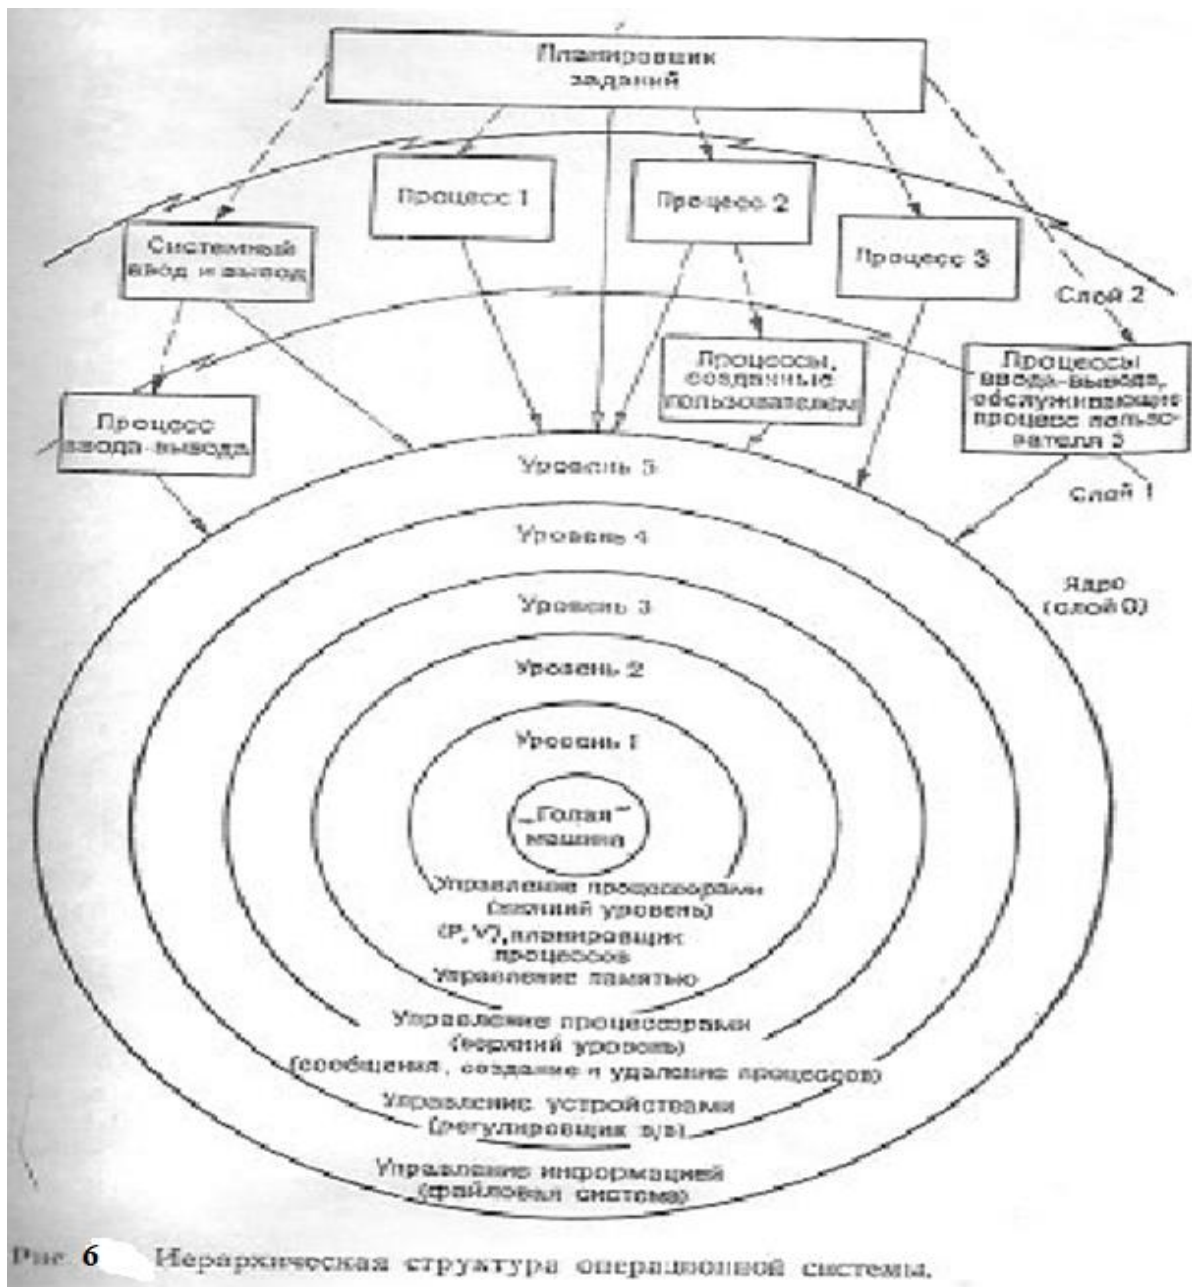 Планировщик
заданий
Процесс 1
Процесс 2
Системный
ввод и вывод
Процесс 3
Слой 2
Процессы,
созданные
пользователем
Процессы
ввода-вывода,
обслуживающие
процесс пользо-
вателя 3
Процесс
ввода-вывода
Слой 1
Уровень 5
Уровень 4
Ядро
(слой 0)
Уровень 3
Уровень 2
Уровень 1
„Голая“
машина
Управление процессорами
(нижний уровень)
(P, V), планировщик
процессов
Управление памятью
Управление процессорами
(верхний уровень)
(сообщения, создание и удаление процессов)
Управление устройствами
(регулировщик в/в)
Управление информацией
(файловая система)
Рис. 6 Иерархическая структура операционной системы.